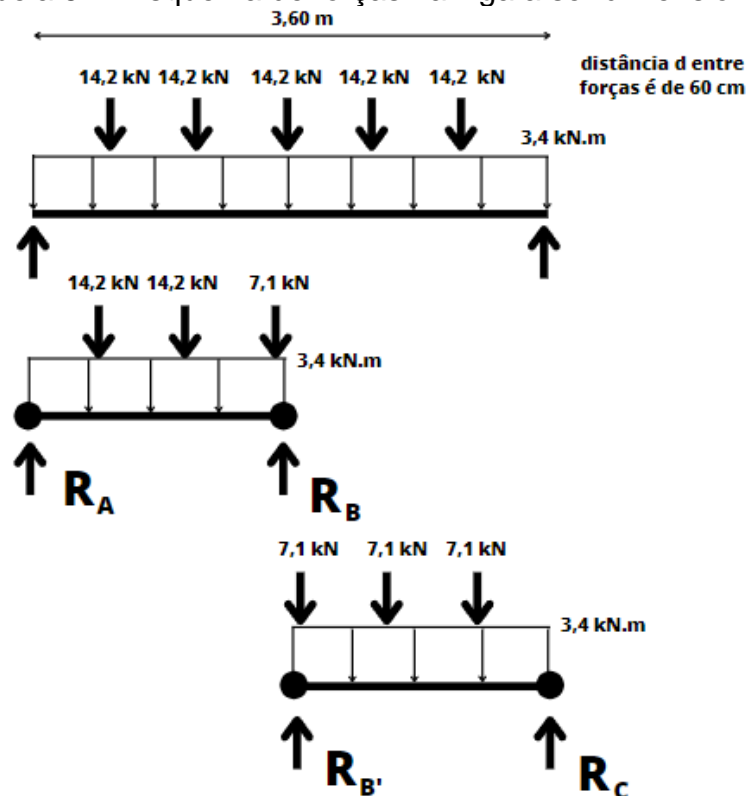 3,60 m
14,2 kN 14,2 kN 14,2 kN 14,2 kN 14,2 kN
distância d entre
forças é de 60 cm
3,4 kN.m
14,2 kN 14,2 kN 7,1 kN
3,4 kN.m
RA RB
7,1 kN 7,1 kN 7,1 kN
3,4 kN.m
RB' RC